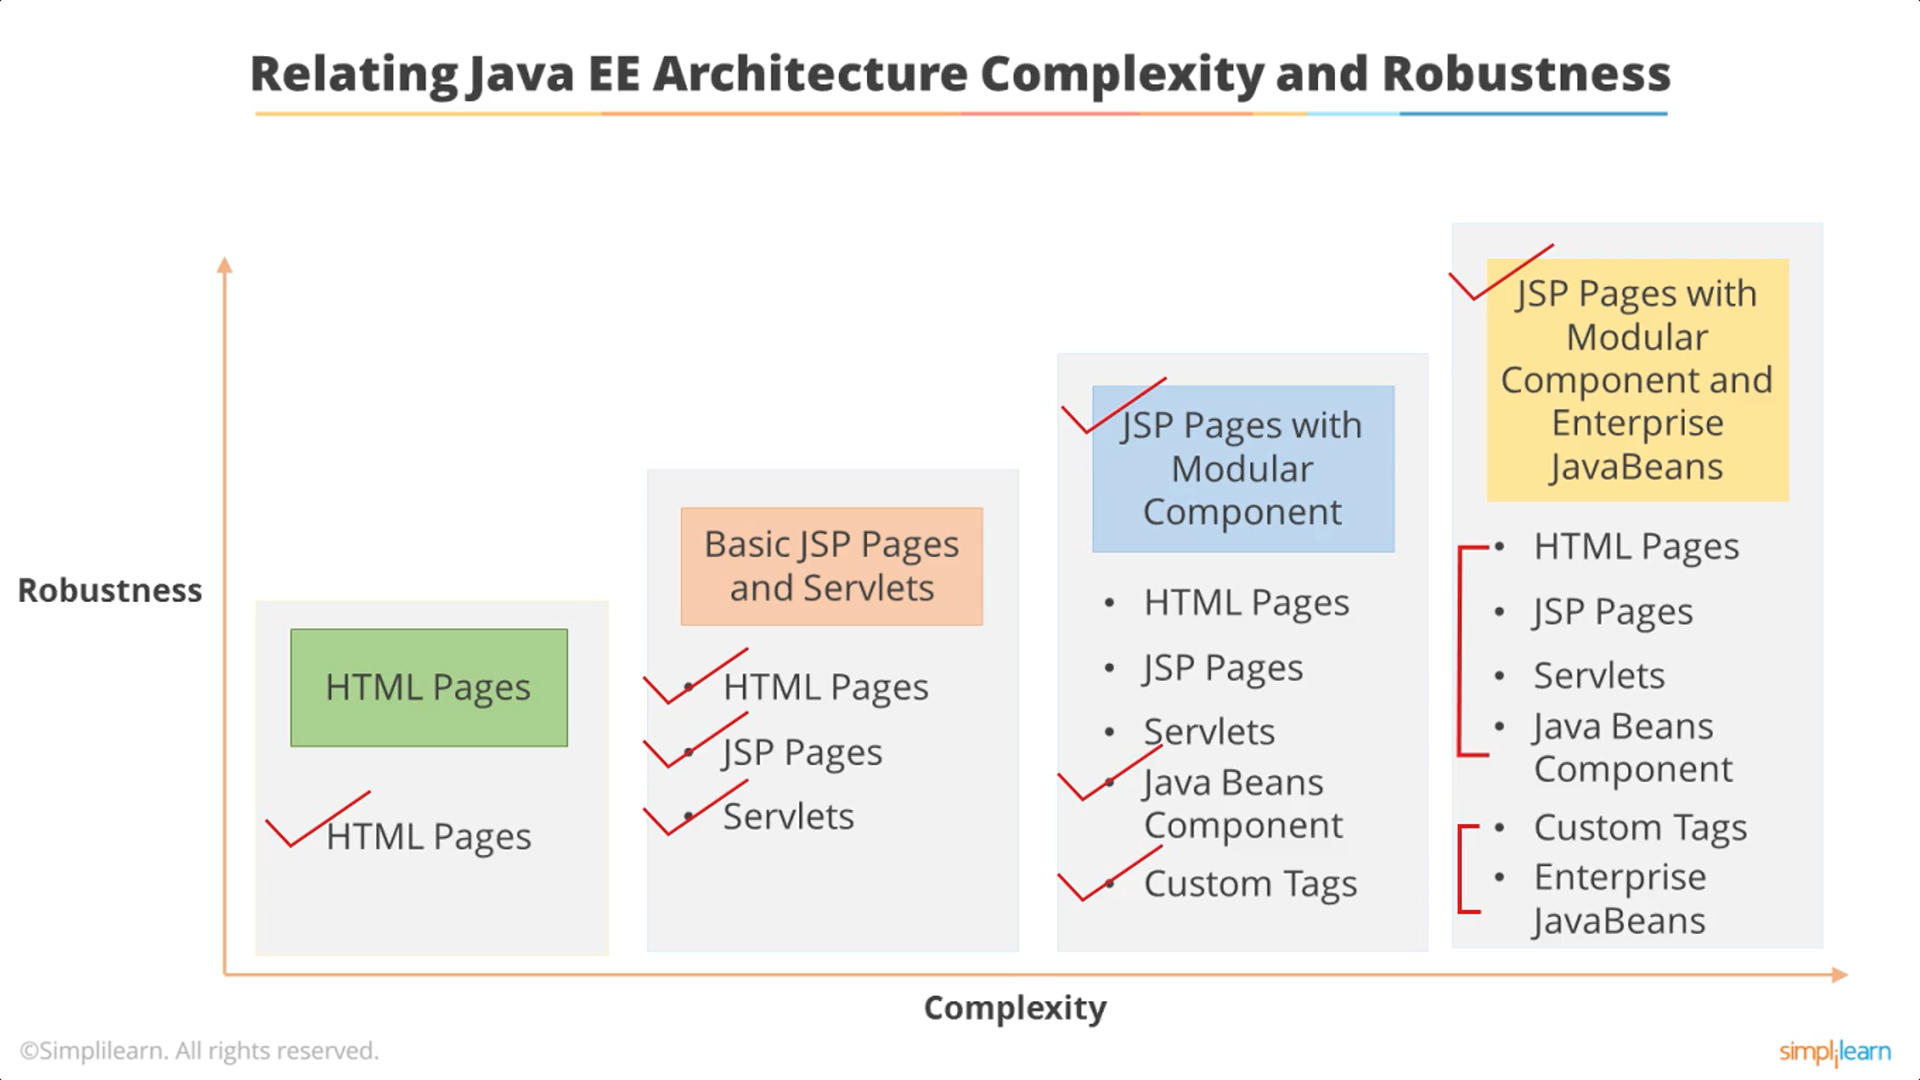 Relating Java EE Architecture Complexity and Robustness
Robustness
HTML Pages
HTML Pages
Basic JSP Pages
and Servlets
• HTML Pages
• JSP Pages
• Servlets
JSP Pages with
Modular
Component
• HTML Pages
• JSP Pages
• Servlets
• Java Beans
Component
• Custom Tags
JSP Pages with
Modular
Component and
Enterprise
JavaBeans
• HTML Pages
• JSP Pages
• Servlets
• Java Beans
Component
• Custom Tags
• Enterprise
JavaBeans
Complexity
©Simplilearn. All rights reserved.
simplilearn